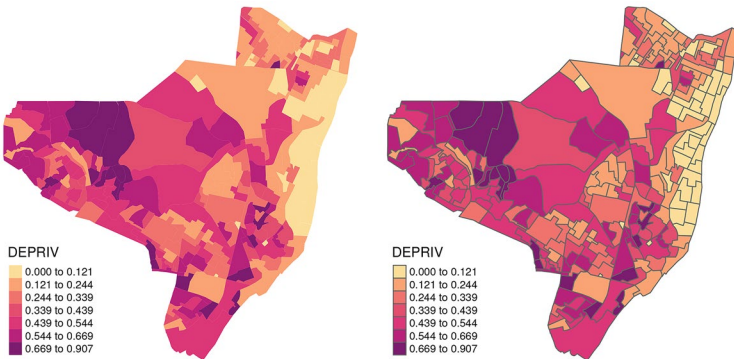 DEPRIV
0.000 to 0.121
0.121 to 0.244
0.244 to 0.339
0.339 to 0.439
0.439 to 0.544
0.544 to 0.669
0.669 to 0.907
DEPRIV
0.000 to 0.121
0.121 to 0.244
0.244 to 0.339
0.339 to 0.439
0.439 to 0.544
0.544 to 0.669
0.669 to 0.907